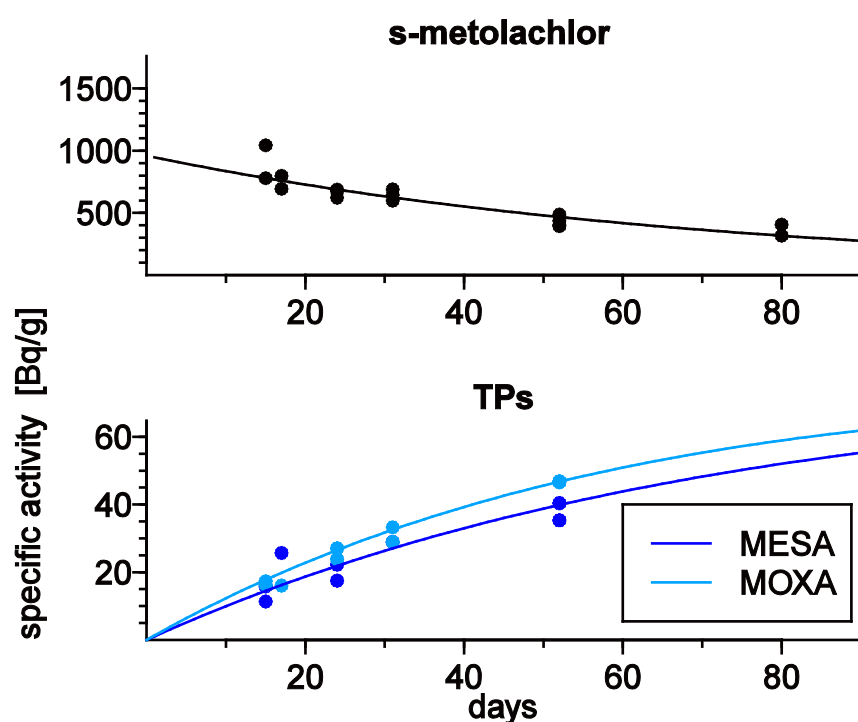 s-metolachlor
1500
1000
500
20 40 60 80
specific activity [Bq/g]
TPs
60
40
20
MESA
MOXA
20 40 60 80
days